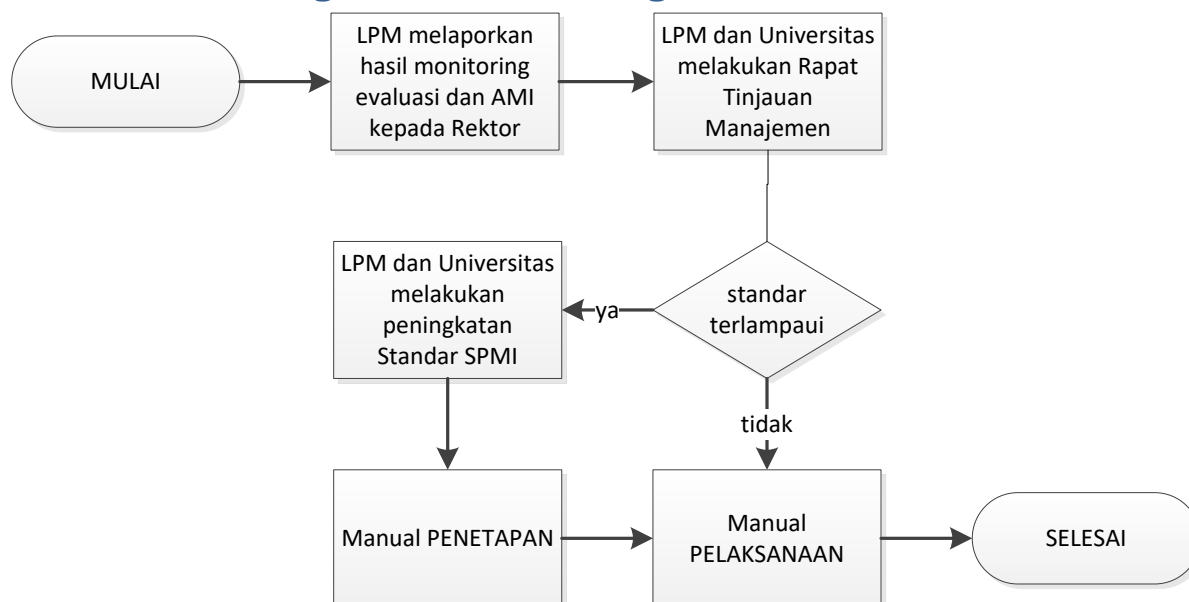 MULAI
LPM melaporkan
hasil monitoring
evaluasi dan AMI
kepada Rektor
LPM dan Universitas
melakukan Rapat
Tinjauan
Manajemen
standar
terlampaui
ya
LPM dan Universitas
melakukan
peningkatan
Standar SPMI
tidak
Manual PENETAPAN
Manual
PELAKSANAAN
SELESAI